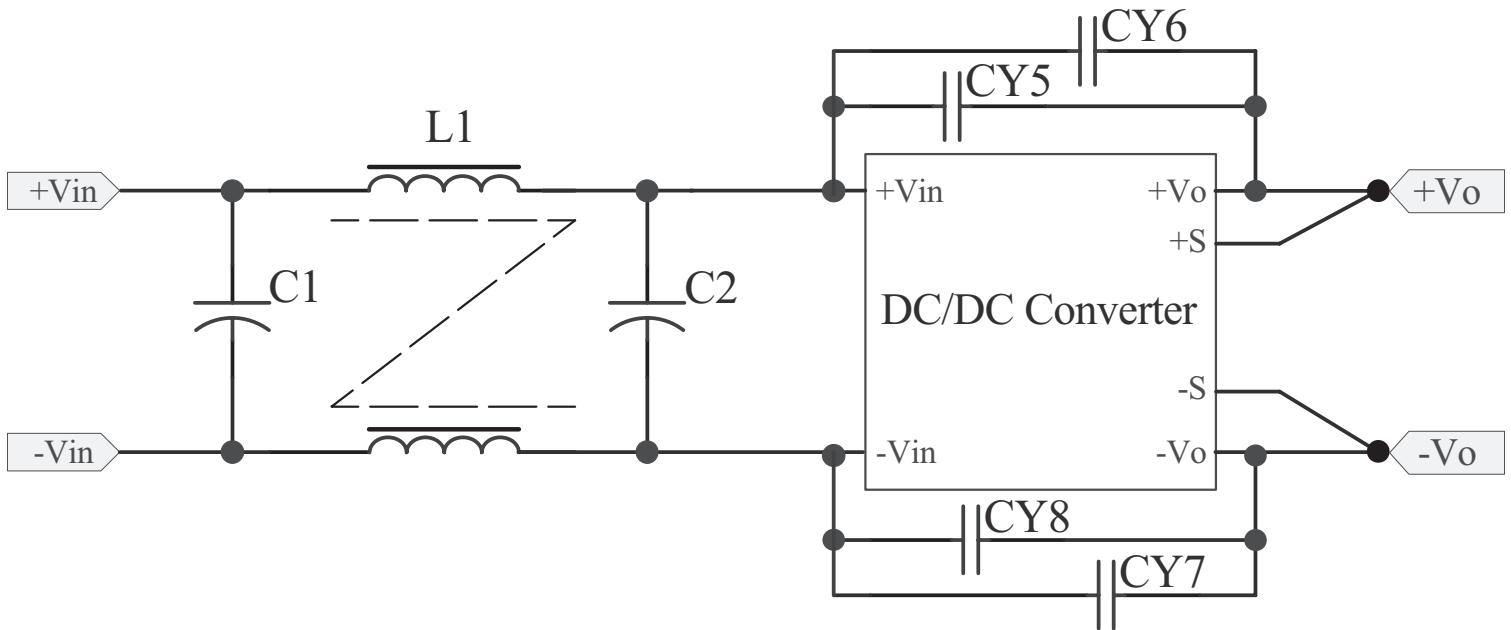 CY6
CY5
L1
+Vin
+Vin
+Vo
+Vo
+S
C1
C2
DC/DC Converter
-S
-Vin
-Vin
-Vo
-Vo
CY8
CY7